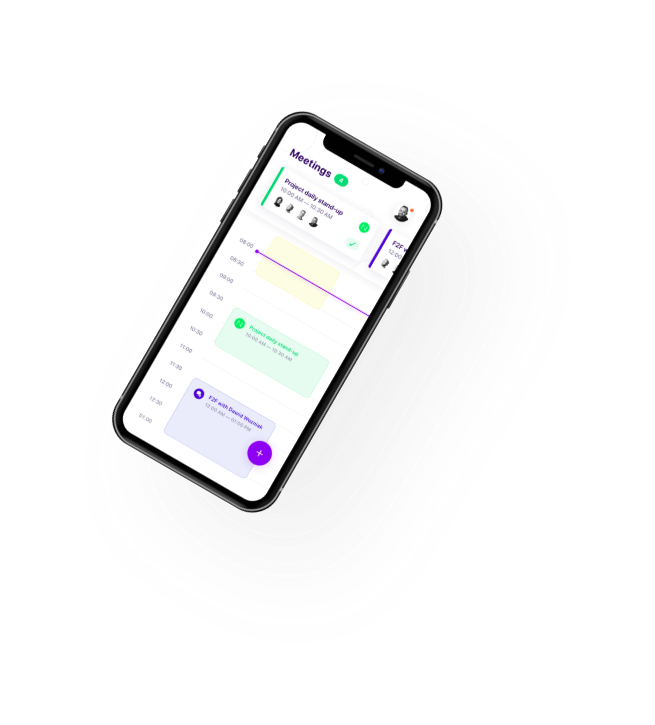 Meetings 4
Project daily stand-up
10:00 AM — 10:30 AM
F2F
12:00
08:00
08:30
09:00
09:30
10:00
Project daily stand-up
10:00 AM — 10:30 AM
10:30
11:00
11:30
12:00
F2F with David Wozniak
12:00 AM — 01:00 PM
12:30
01:00
+